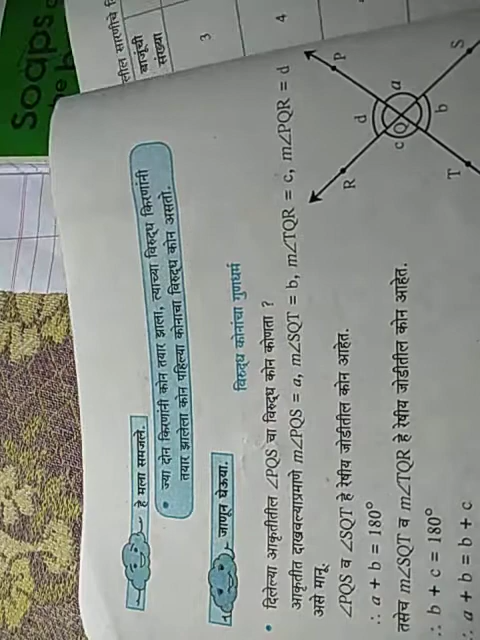 Soaps
लील सारणीचे
बाजूंची
संख्या
3
4
हे मला समजले.
• ज्या दोन किरणांनी कोन तयार झाला, त्याच्या विरुद्ध किरणांनी
तयार झालेला कोन पहिल्या कोनाचा विरुद्ध कोन असतो.
जाणून घेऊया.
विरुद्ध कोनांचा गुणधर्म
• दिलेल्या आकृतीतील ∠PQS चा विरुद्ध कोन कोणता ?
आकृतीत दाखवल्याप्रमाणे m∠PQS = a, m∠SQT = b, m∠TQR = c, m∠PQR = d
असे मानू.
∠PQS व ∠SQT हे रेषीय जोडीतील कोन आहेत.
∴ a + b = 180°
तसेच m∠SQT व m∠TQR हे रेषीय जोडीतील कोन आहेत.
∴ b + c = 180°
∴ a + b = b + c
P
S
a
d
Q
b
c
R
T